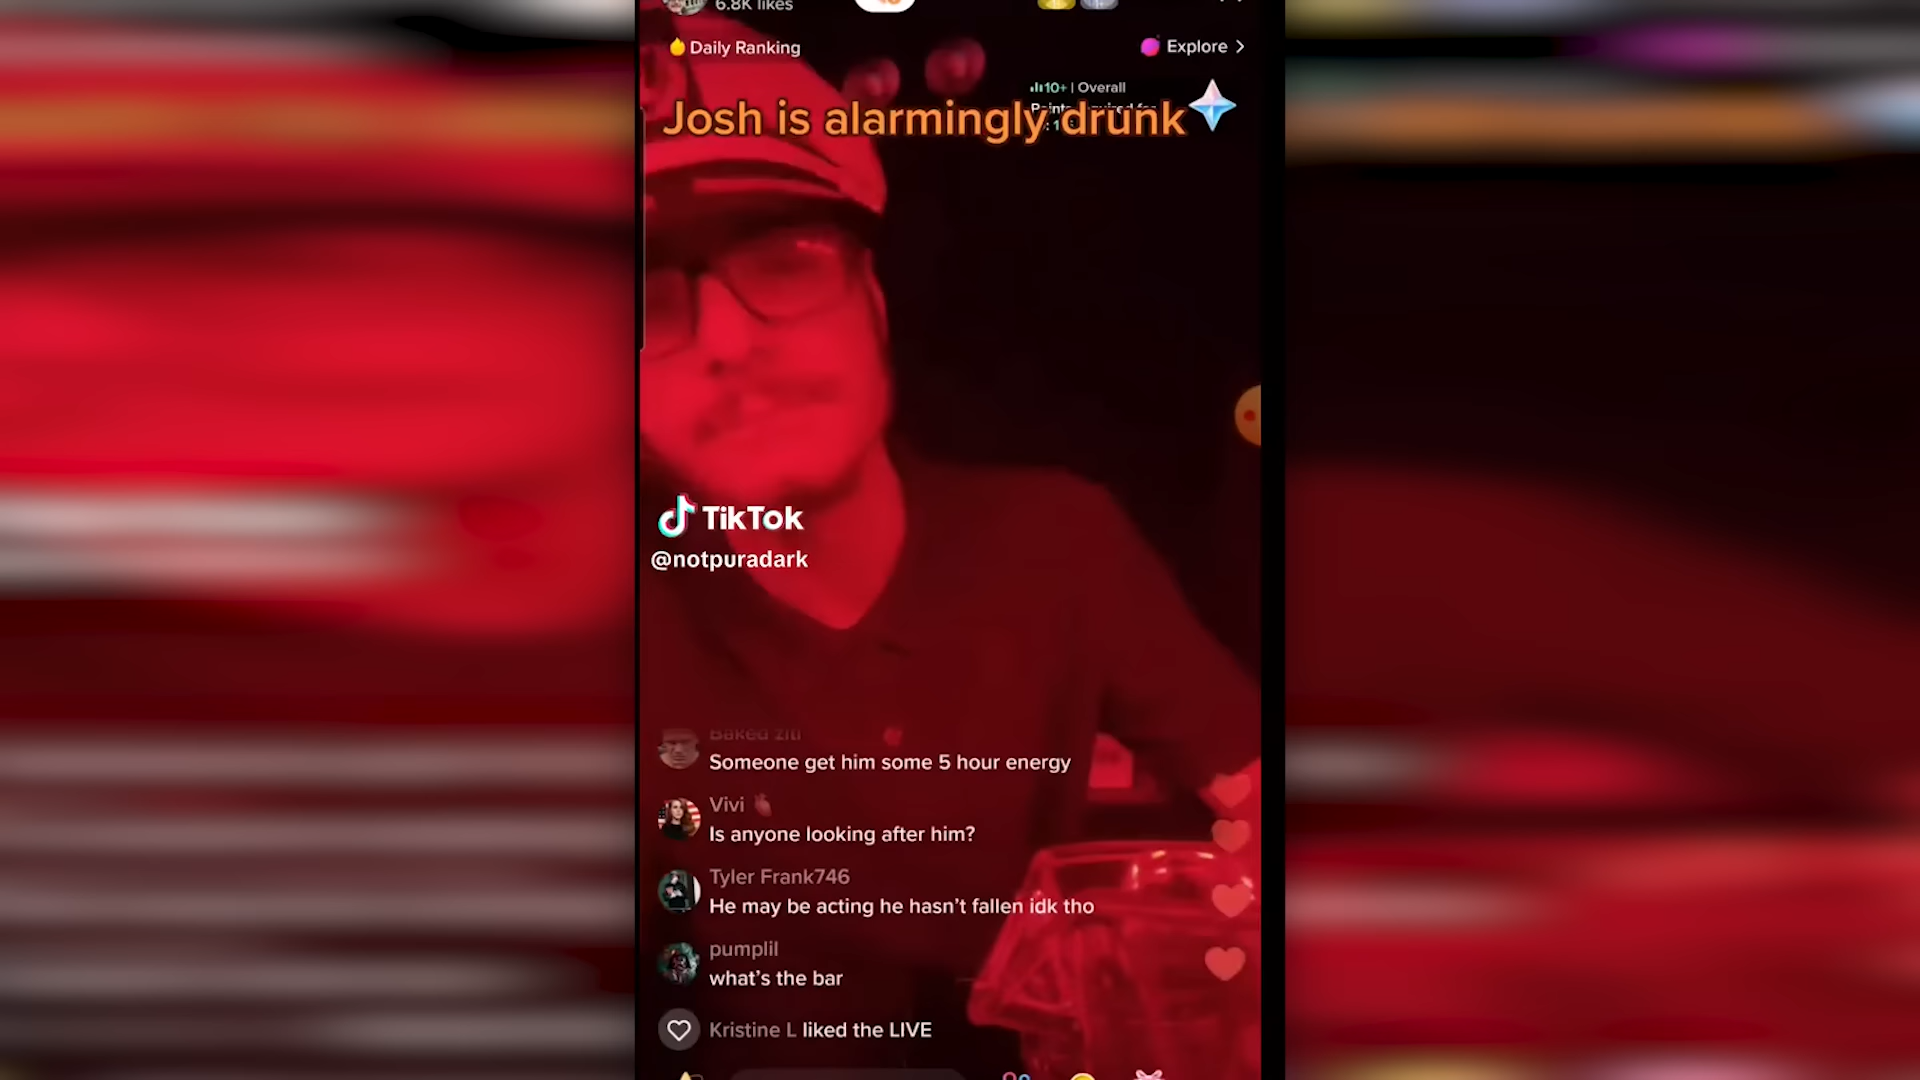 6.8K likes
Daily Ranking
Explore
10+ | Overall
Josh is alarmingly drunk
TikTok
@notpuradark
Baked ziti
Someone get him some 5 hour energy
Vivi
Is anyone looking after him?
Tyler Frank746
He may be acting he hasn't fallen idk tho
pumplil
what's the bar
Kristine L liked the LIVE